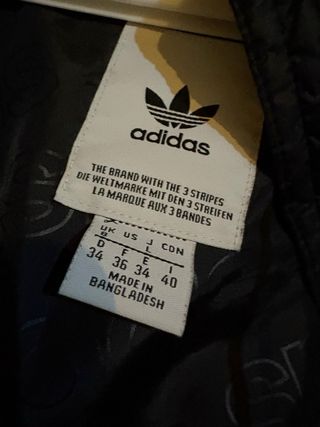 adidas
THE BRAND WITH THE 3 STRIPES
DIE WELTMARKE MIT DEN 3 STREIFEN
LA MARQUE AUX 3 BANDES
UK US J CDN
8 L
D F E I
34 36 34 40
MADE IN
BANGLADESH